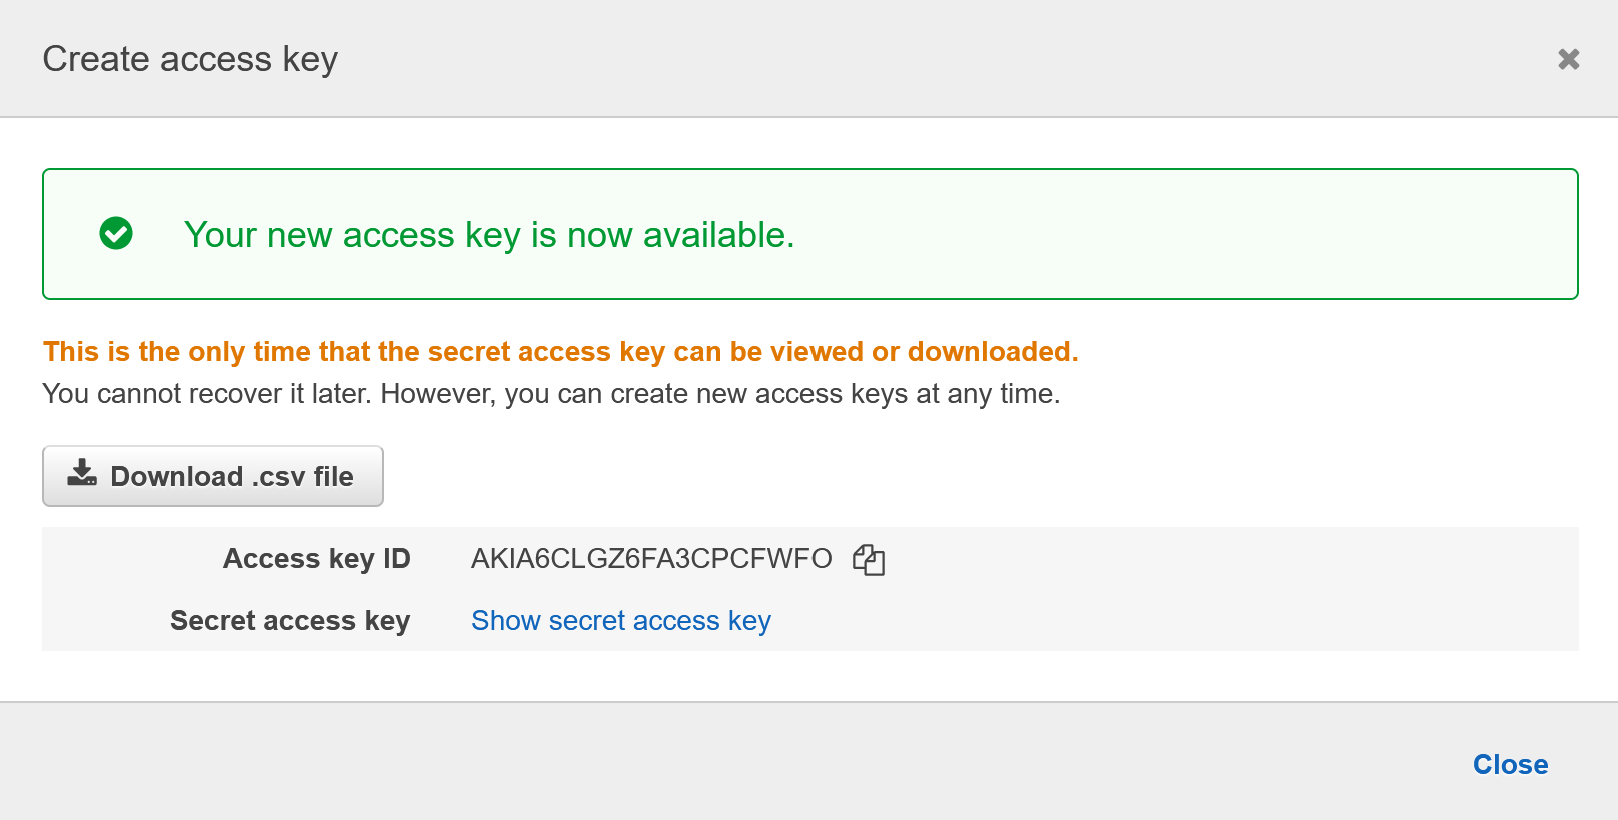 Create access key
Your new access key is now available.
This is the only time that the secret access key can be viewed or downloaded.
You cannot recover it later. However, you can create new access keys at any time.
Download .csv file
Access key ID AKIA6CLGZ6FA3CPCFWFO
Secret access key Show secret access key
Close